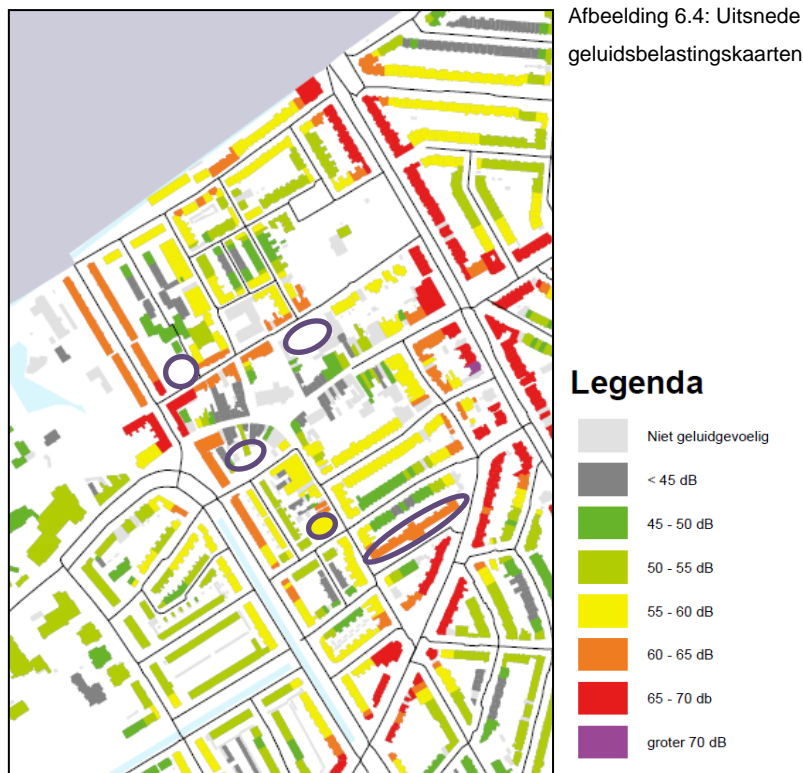 Afbeelding 6.4: Uitsnede
geluidsbelastingskaarten
Legenda
Niet geluidgevoelig
< 45 dB
45 - 50 dB
50 - 55 dB
55 - 60 dB
60 - 65 dB
65 - 70 db
groter 70 dB